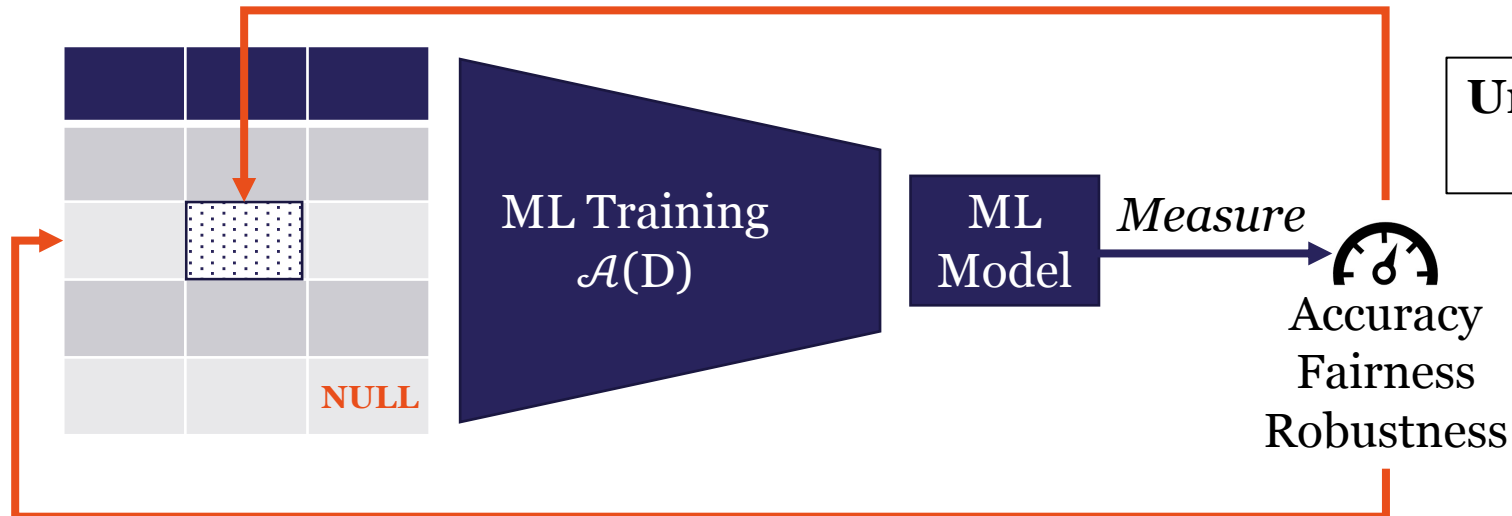 NULL
ML Training
𝒜(D)
ML
Model
Measure
Accuracy
Fairness
Robustness